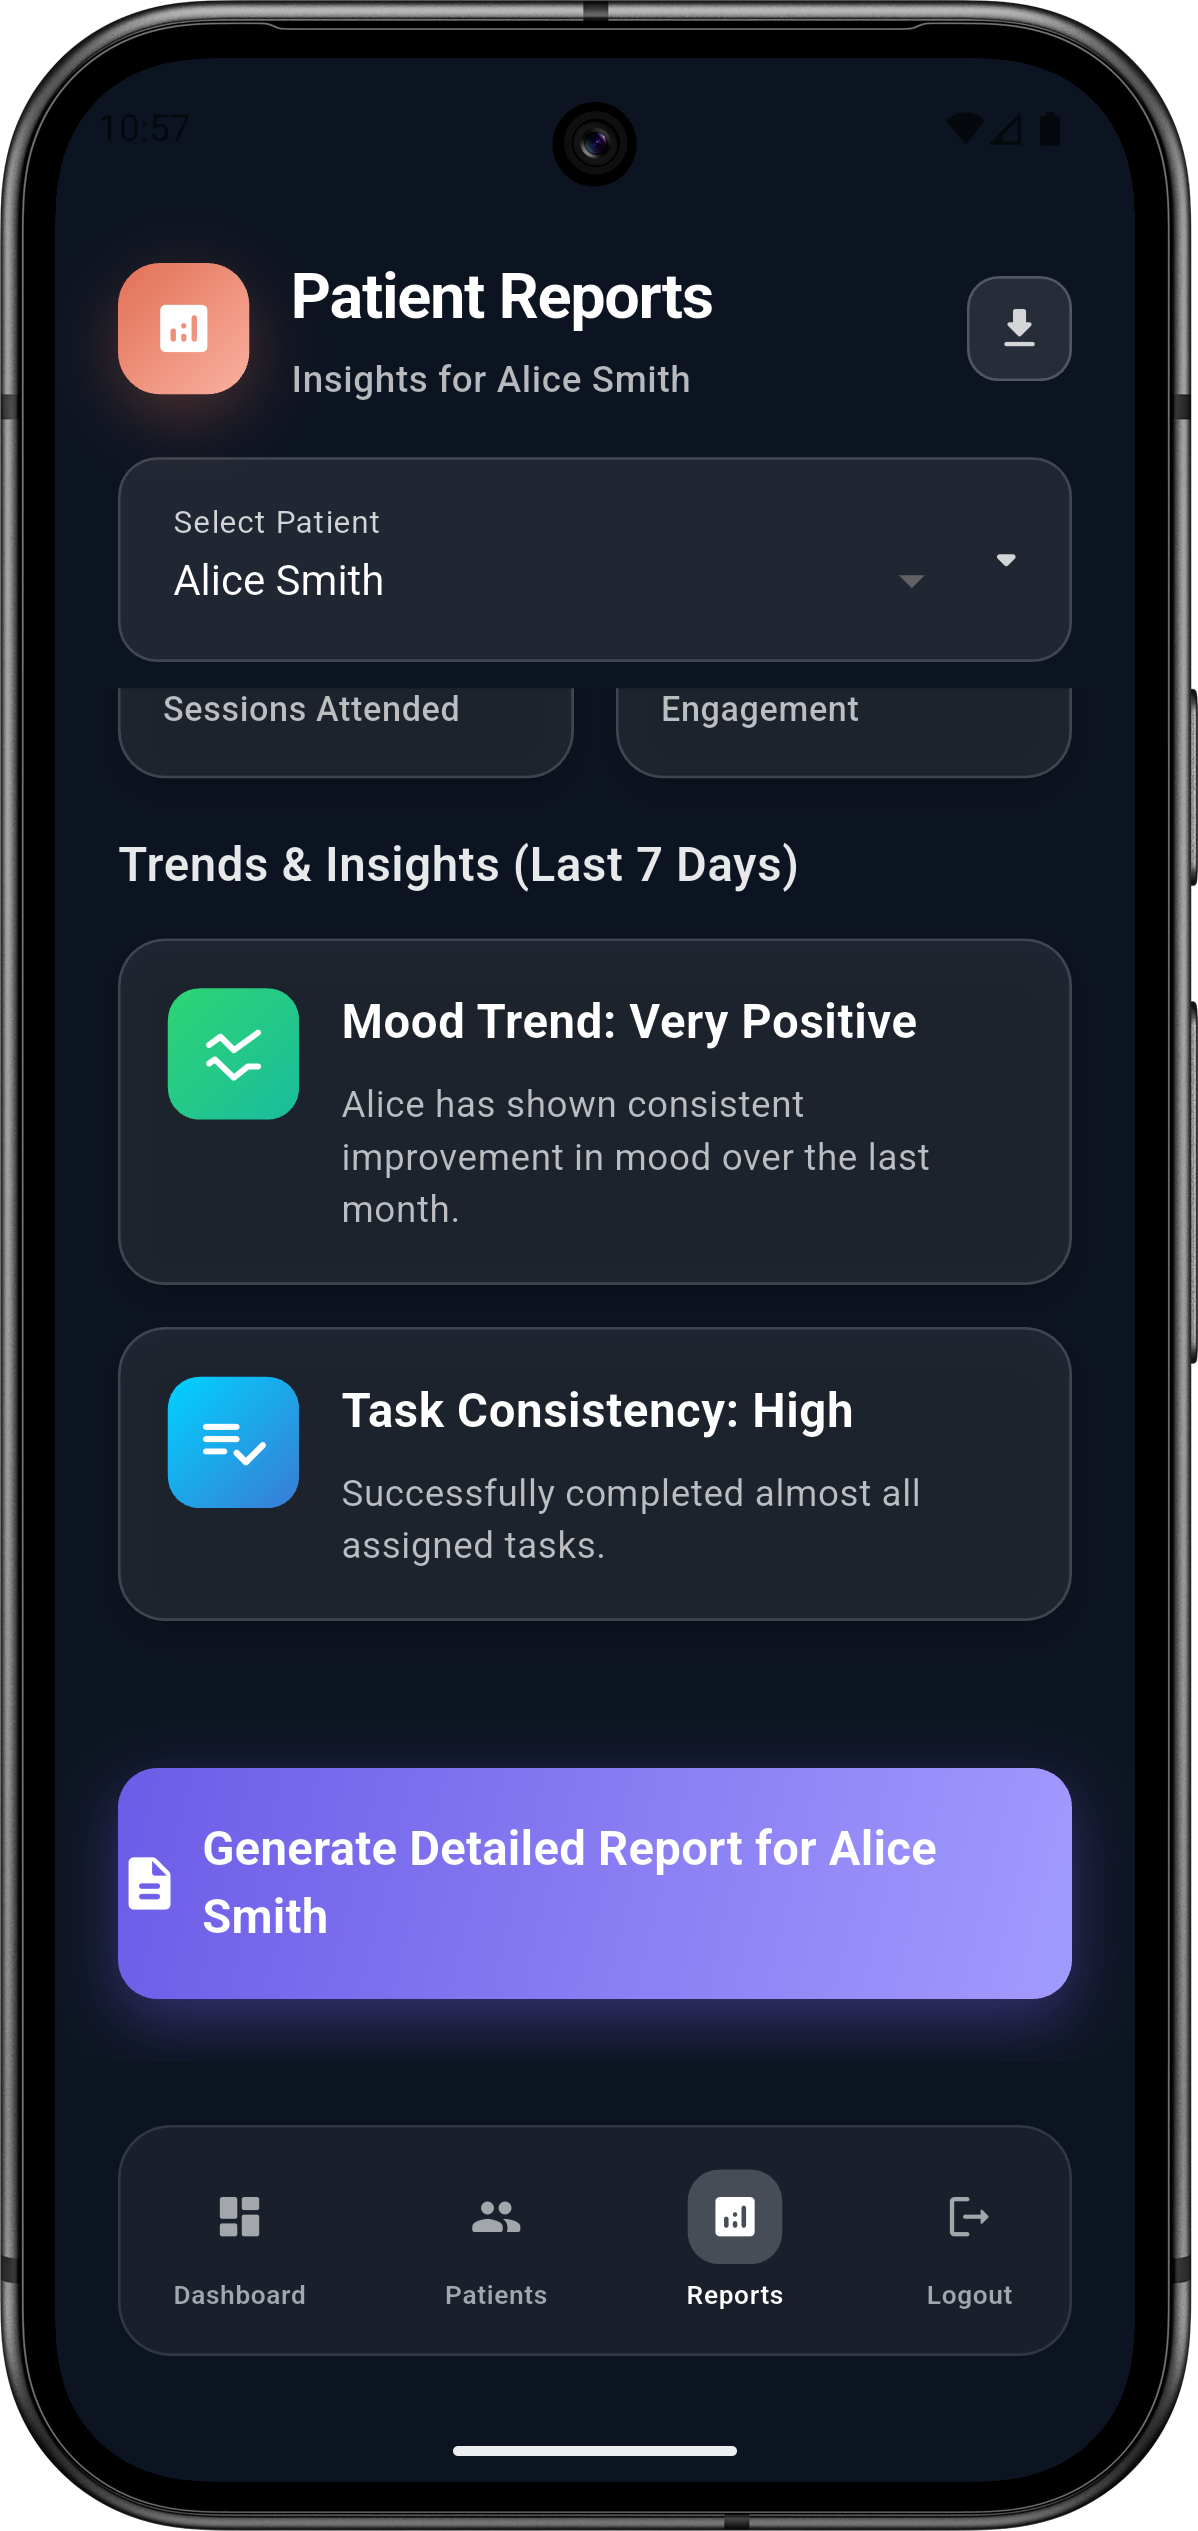 10:57
Patient Reports
Insights for Alice Smith
Select Patient
Alice Smith
Sessions Attended
Engagement
Trends & Insights (Last 7 Days)
Mood Trend: Very Positive
Alice has shown consistent
improvement in mood over the last
month.
Task Consistency: High
Successfully completed almost all
assigned tasks.
Generate Detailed Report for Alice
Smith
Dashboard
Patients
Reports
Logout